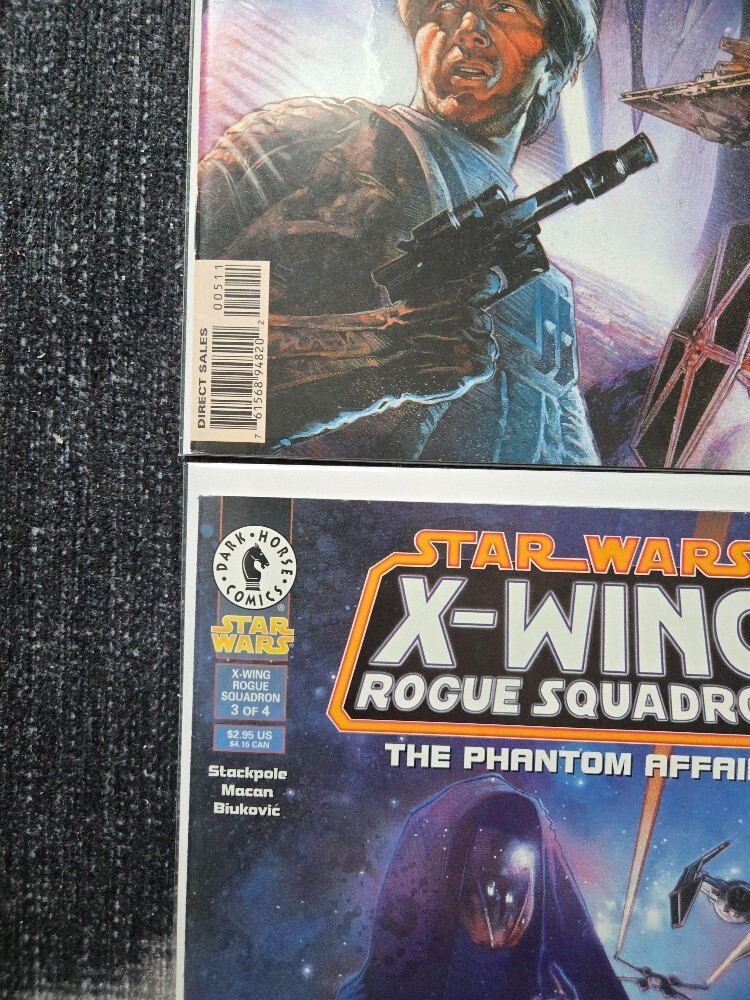 00511
DIRECT SALES
7 61568 94820 2
DARK • HORSE
• COMICS •
®
STAR
WARS
X-WING
ROGUE
SQUADRON
3 OF 4
$2.95 US
$4.15 CAN
Stackpole
Macan
Biuković
STAR WARS
X-WING
ROGUE SQUADRO
THE PHANTOM AFFAI